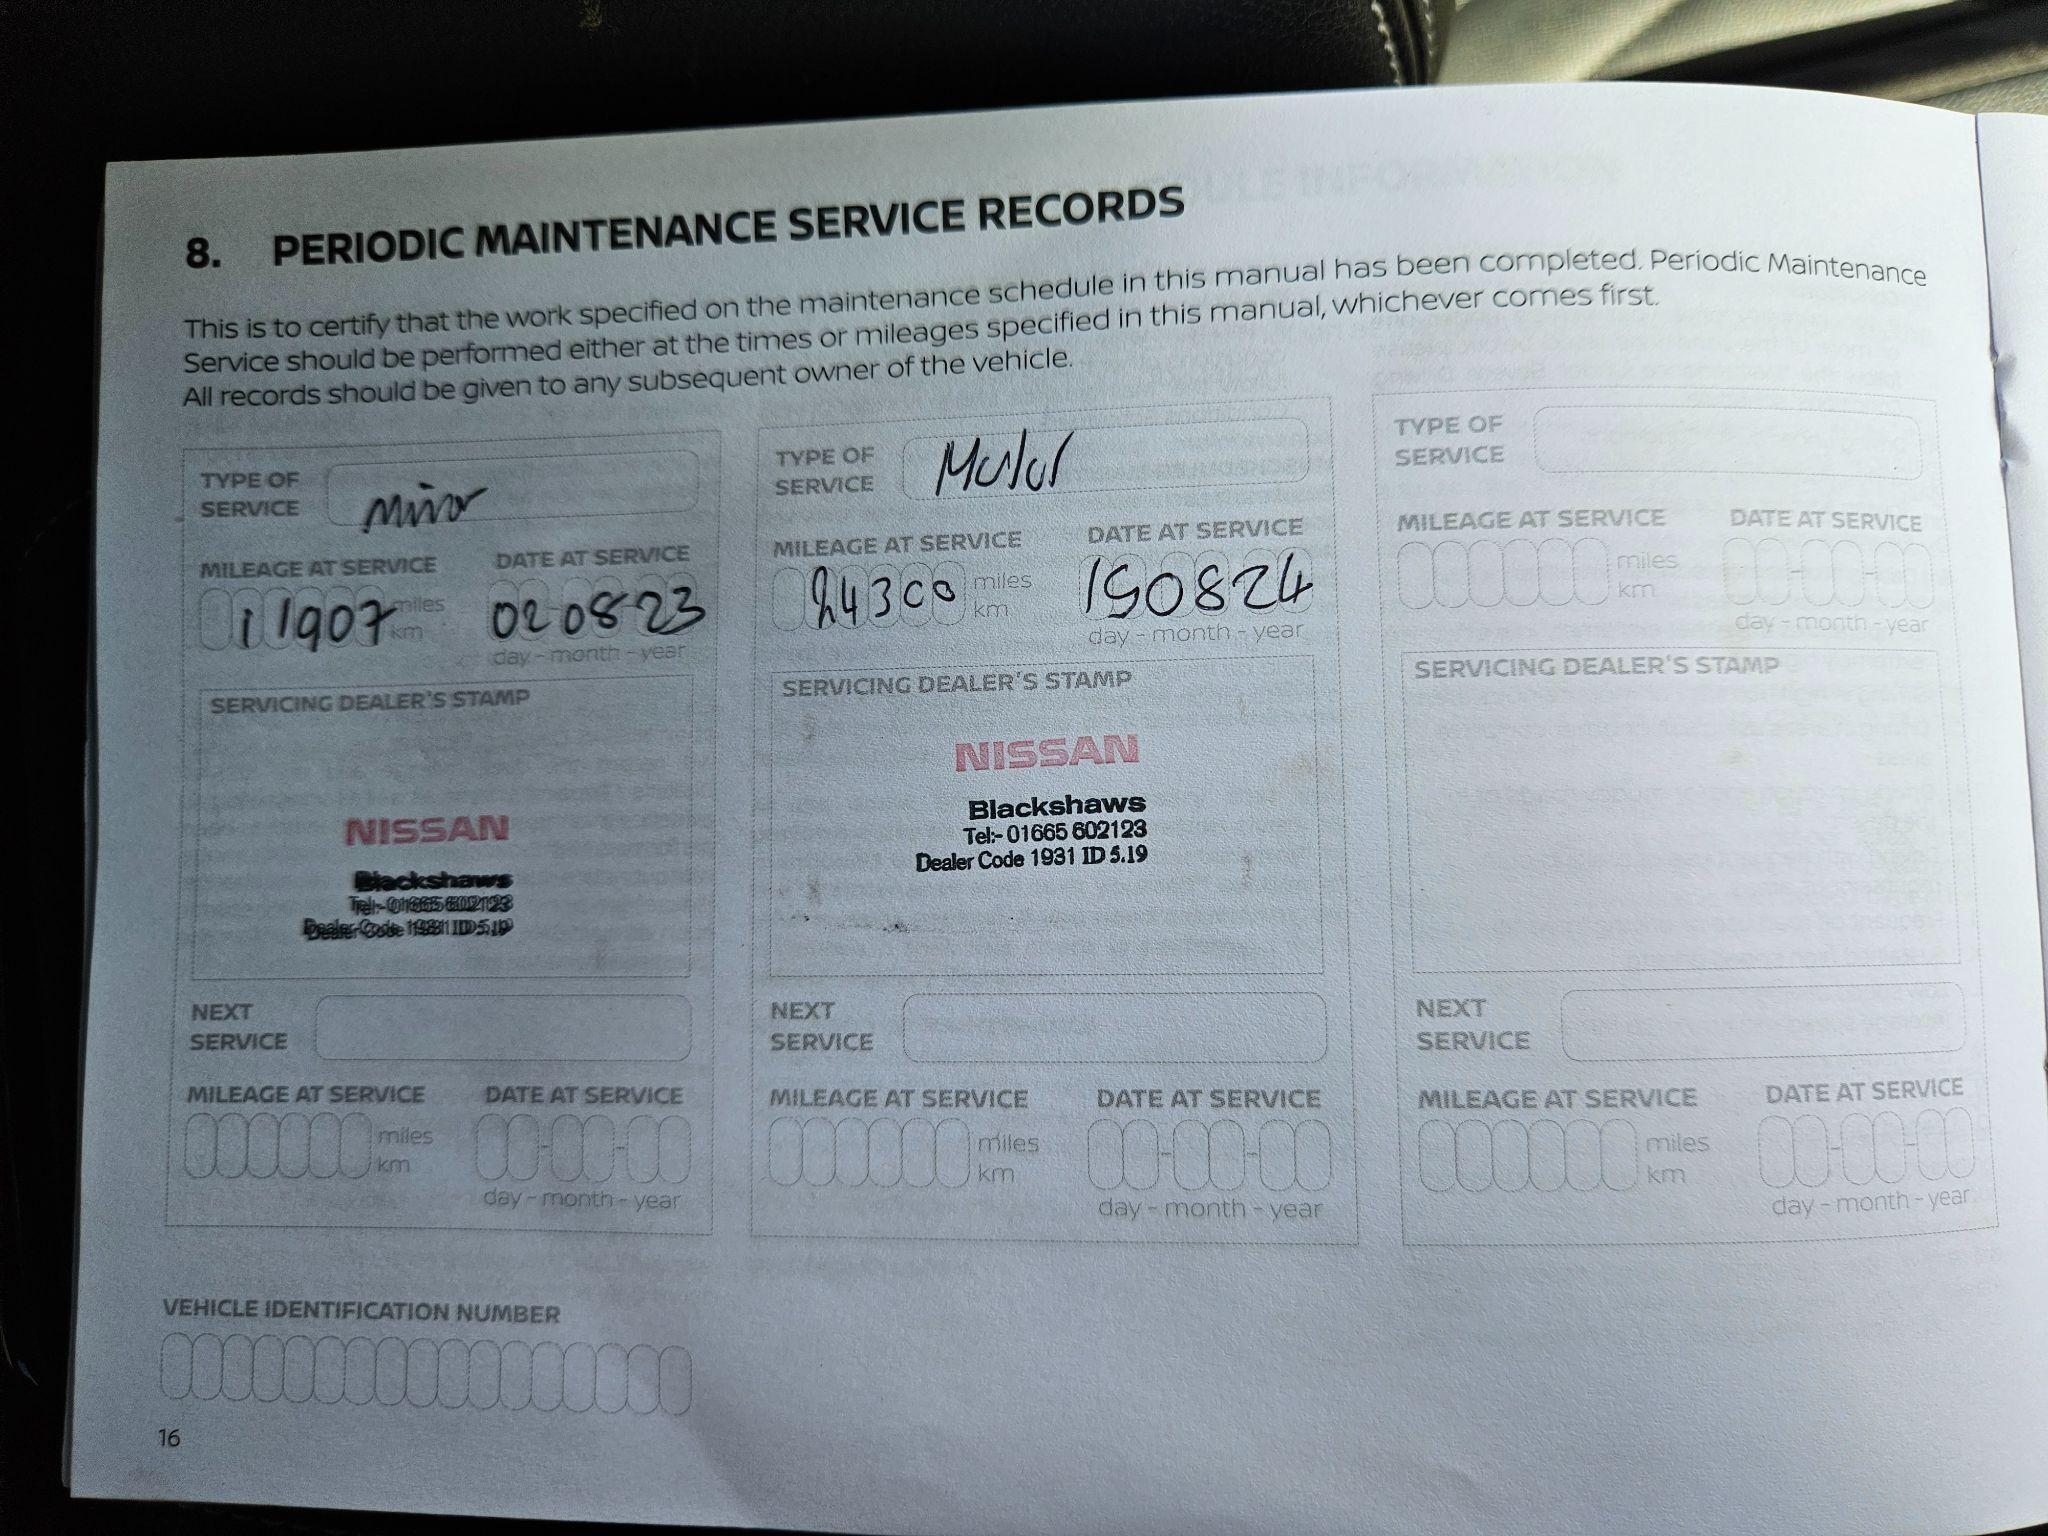 8. PERIODIC MAINTENANCE SERVICE RECORDS
This is to certify that the work specified on the maintenance schedule in this manual has been completed. Periodic Maintenance
Service should be performed either at the times or mileages specified in this manual, whichever comes first.
All records should be given to any subsequent owner of the vehicle.
TYPE OF
SERVICE
Minor
MILEAGE AT SERVICE
DATE AT SERVICE
11907
miles
km
02 08 23
day - month - year
SERVICING DEALER'S STAMP
NISSAN
Blackshaws
Tel:- 01665 602123
Dealer Code 1931 ID 5.19
NEXT
SERVICE
MILEAGE AT SERVICE
DATE AT SERVICE
miles
km
day - month - year
TYPE OF
SERVICE
MILEAGE AT SERVICE
DATE AT SERVICE
24300
miles
km
150824
day - month - year
SERVICING DEALER'S STAMP
NISSAN
Blackshaws
Tel:- 01665 602123
Dealer Code 1931 ID 5.19
NEXT
SERVICE
MILEAGE AT SERVICE
DATE AT SERVICE
miles
km
day - month - year
TYPE OF
SERVICE
MILEAGE AT SERVICE
DATE AT SERVICE
miles
km
day - month - year
SERVICING DEALER'S STAMP
NEXT
SERVICE
MILEAGE AT SERVICE
DATE AT SERVICE
miles
km
day - month - year
VEHICLE IDENTIFICATION NUMBER
16